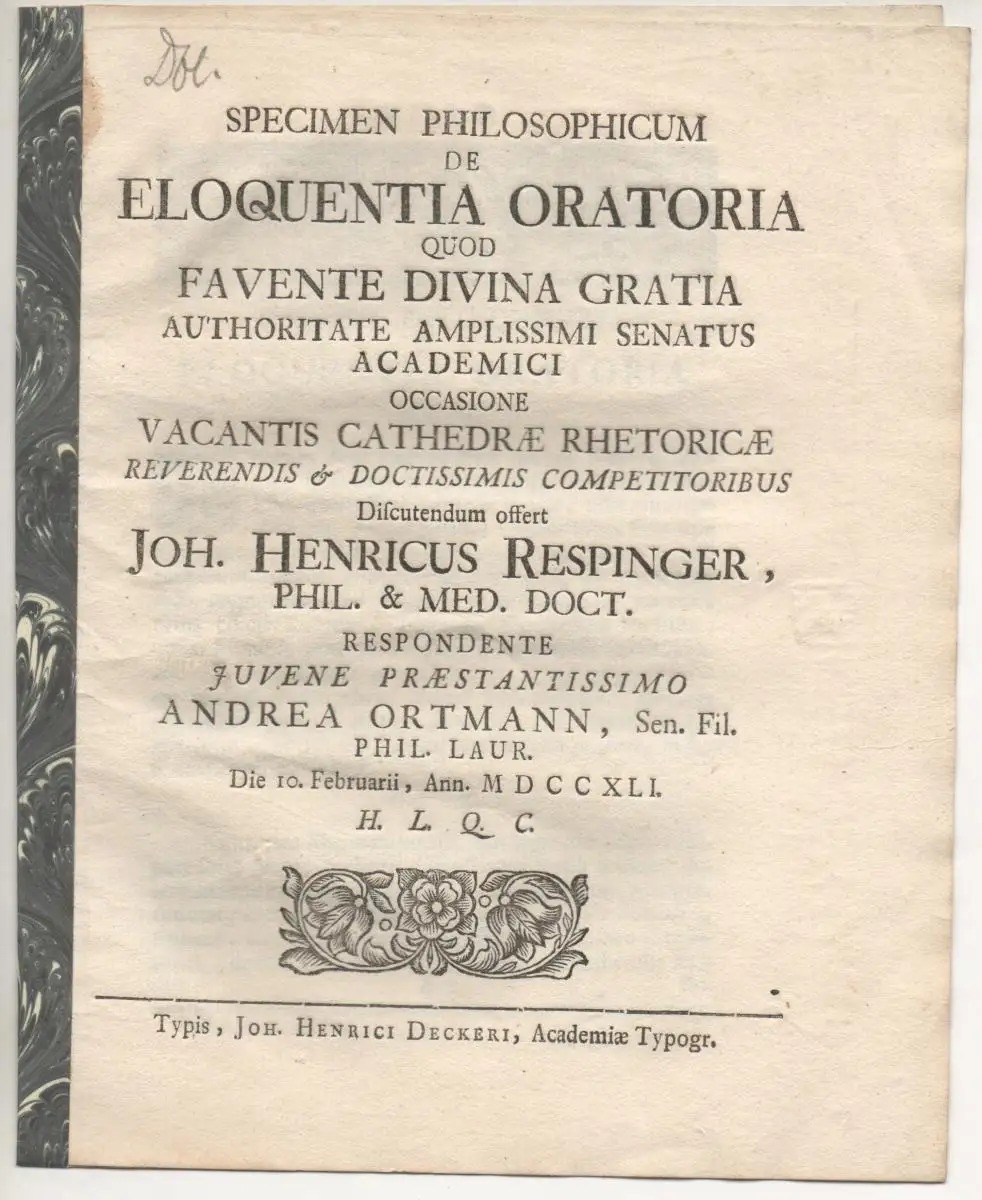 SPECIMEN PHILOSOPHICUM
DE
ELOQUENTIA ORATORIA
QUOD
FAVENTE DIVINA GRATIA
AUTHORITATE AMPLISSIMI SENATUS
ACADEMICI
OCCASIONE
VACANTIS CATHEDRÆ RHETORICÆ
REVERENDIS & DOCTISSIMIS COMPETITORIBUS
Diſcutendum offert
JOH. HENRICUS RESPINGER,
PHIL. & MED. DOCT.
RESPONDENTE
JUVENE PRÆSTANTISSIMO
ANDREA ORTMANN, Sen. Fil.
PHIL. LAUR.
Die 10. Februarii, Ann. M D C C XLI.
H. L. Q. C.
Typis, JOH. HENRICI DECKERI, Academiæ Typogr.